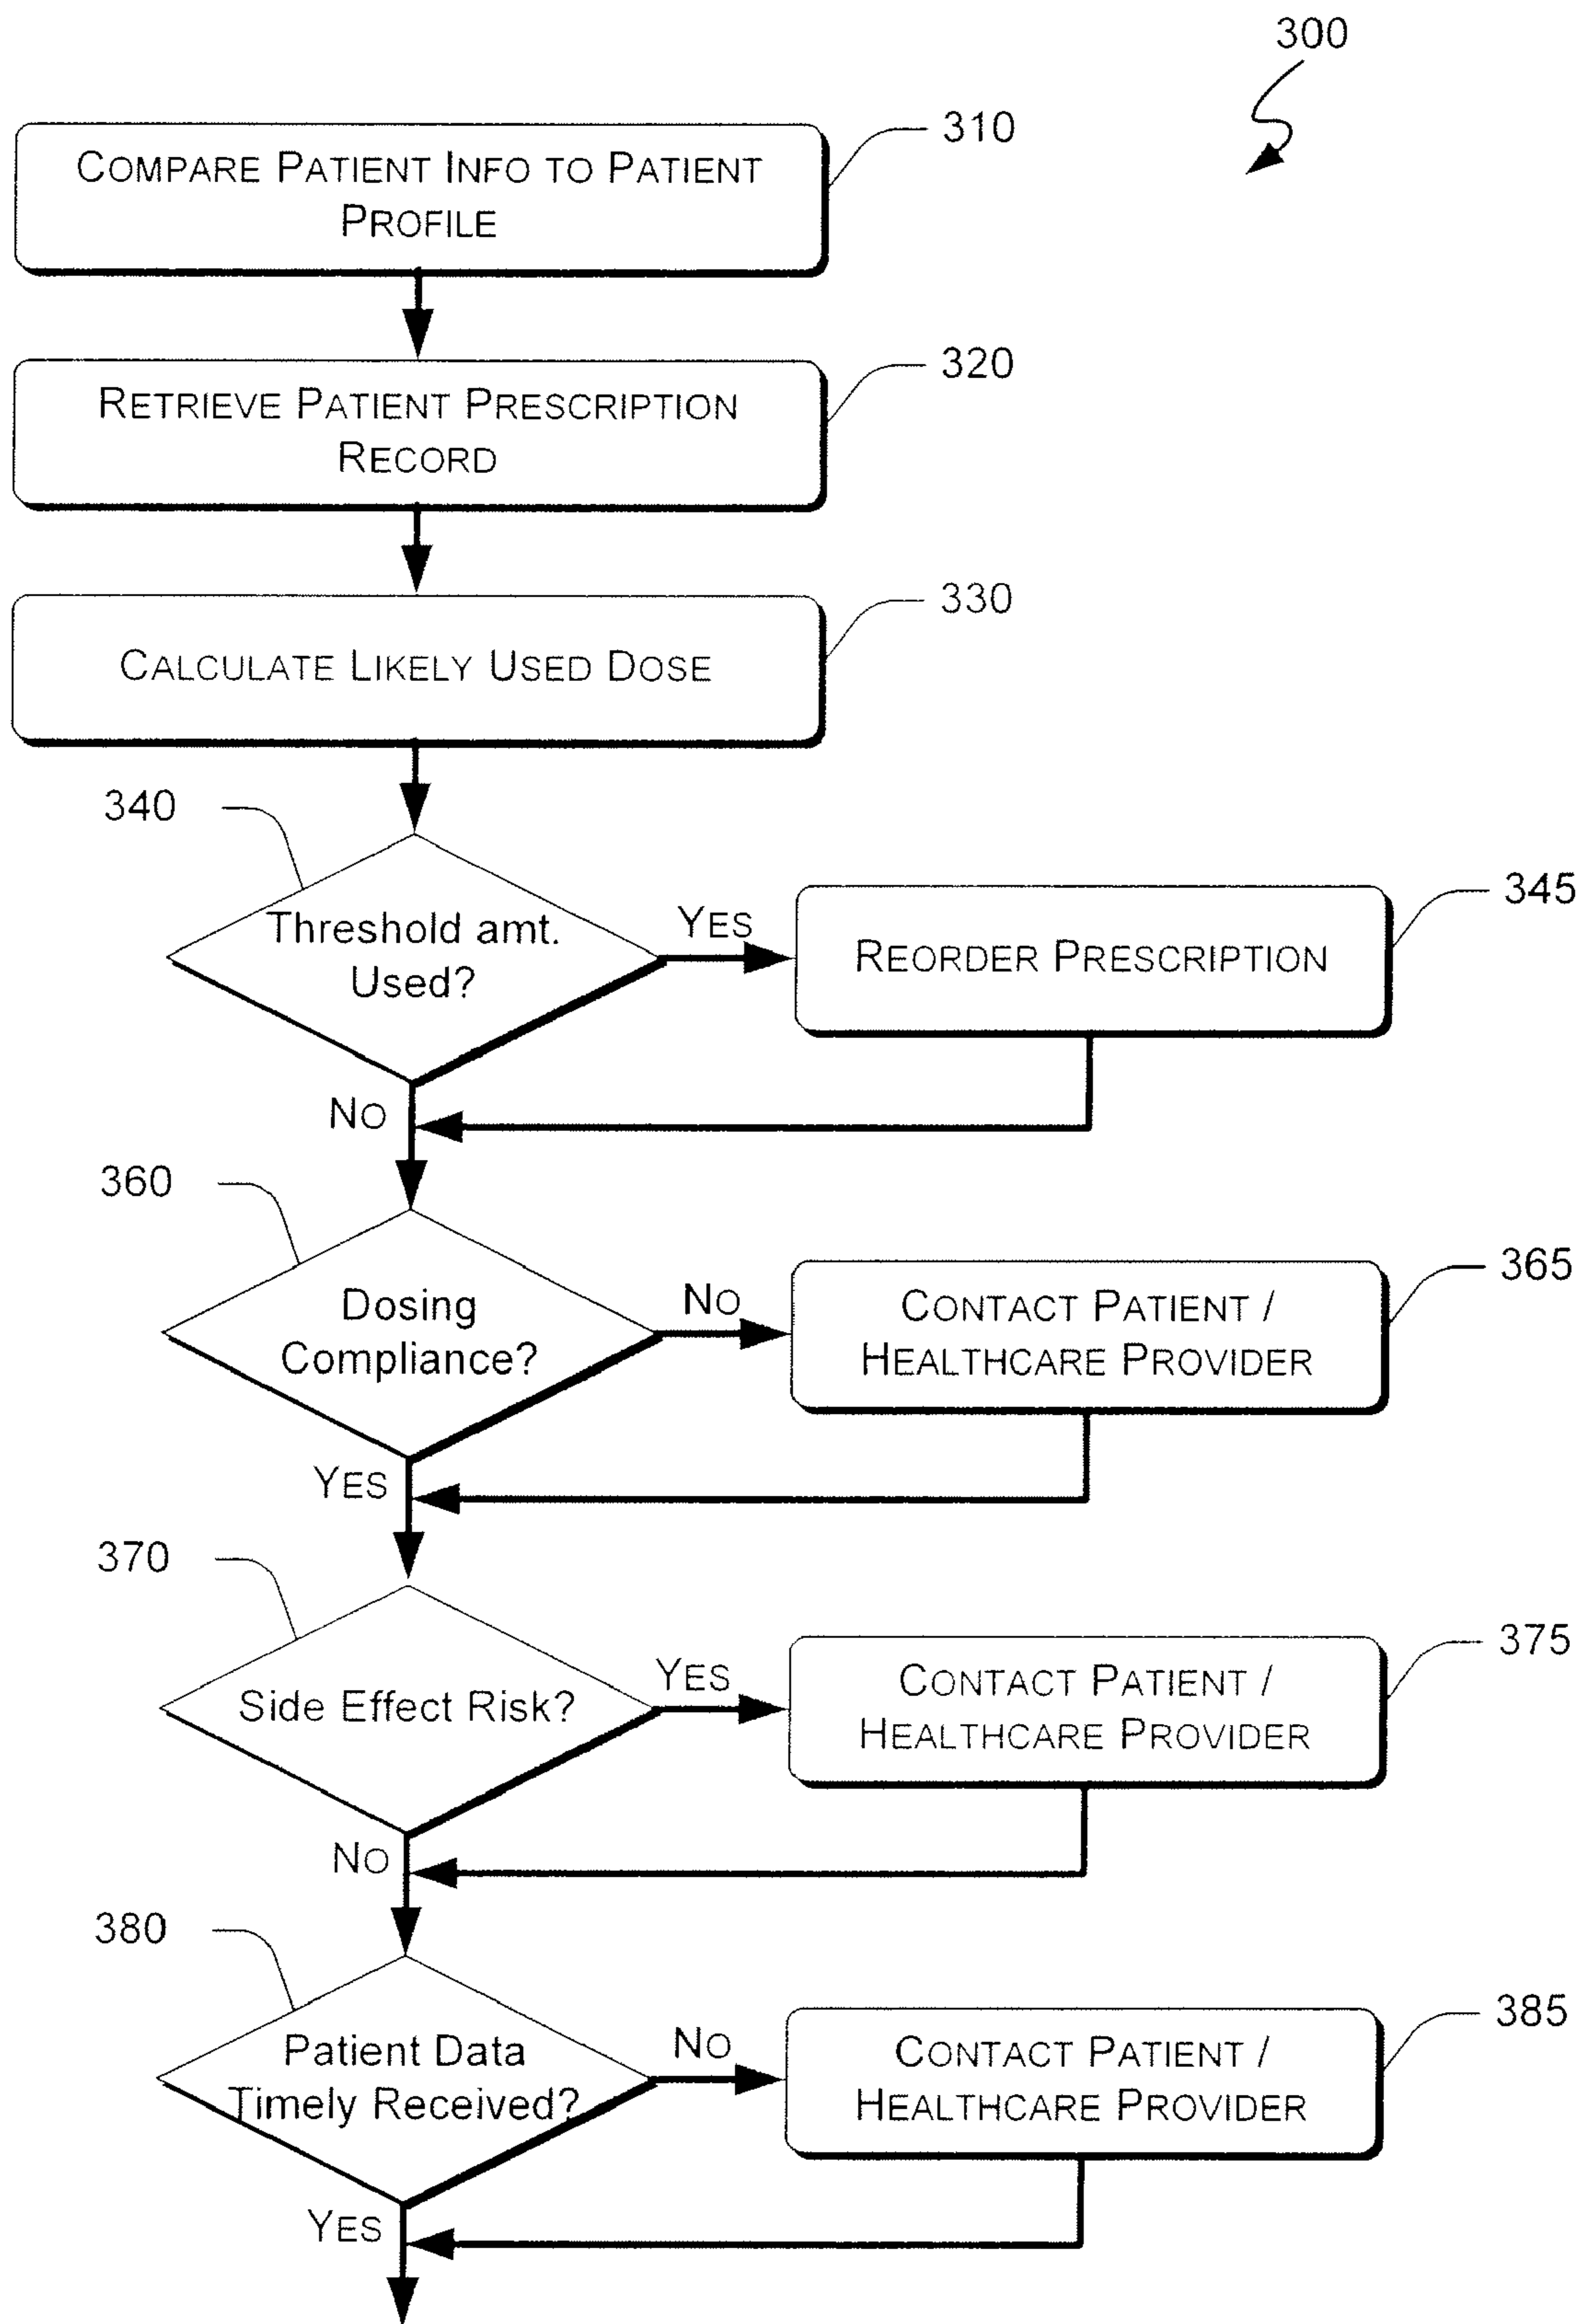 300
310
COMPARE PATIENT INFO TO PATIENT
PROFILE
320
RETRIEVE PATIENT PRESCRIPTION
RECORD
330
CALCULATE LIKELY USED DOSE
340
Threshold amt.
Used?
YES
345
REORDER PRESCRIPTION
NO
360
Dosing
Compliance?
NO
365
CONTACT PATIENT /
HEALTHCARE PROVIDER
YES
370
Side Effect Risk?
YES
375
CONTACT PATIENT /
HEALTHCARE PROVIDER
NO
380
Patient Data
Timely Received?
NO
385
CONTACT PATIENT /
HEALTHCARE PROVIDER
YES